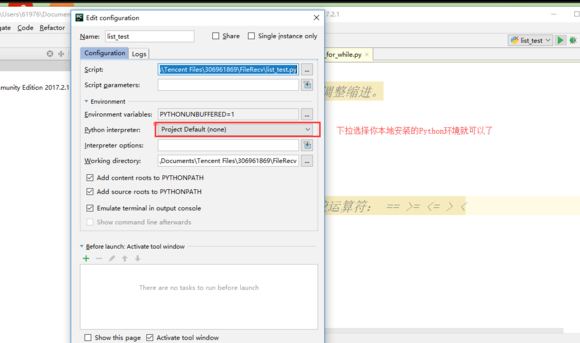 Users\61976\Document
Edit configuration
7.2.1
gate Code Refactor
Name: list_test
Share
Single instance only
list_test
Configuration
Logs
_for_while.py
Script: \Tencent Files\306961869\FileRecv\list_test.py
调整缩进。
munity Edition 2017.2.1
Script parameters:
Environment
Environment variables: PYTHONUNBUFFERED=1
Python interpreter: Project Default (none)
下拉选择你本地安装的Python环境就可以了
Interpreter options:
Working directory: ,Documents\Tencent Files\306961869\FileRecv
Add content roots to PYTHONPATH
Add source roots to PYTHONPATH
运算符: == >= <= > <
Emulate terminal in output console
Show command line afterwards
Before launch: Activate tool window
There are no tasks to run before launch
Show this page
Activate tool window